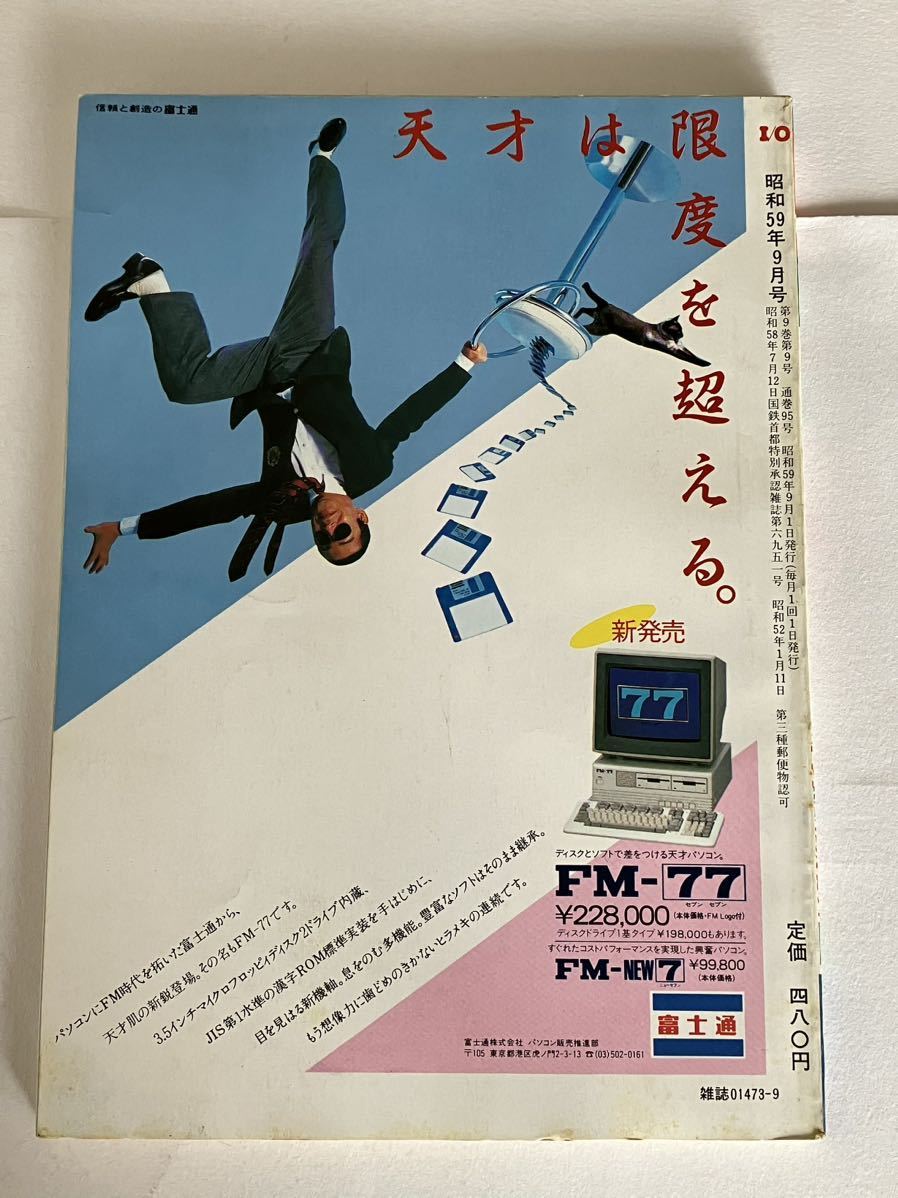 信頼と創造の富士通
天才は限度を超える。
新発売
77
FM-77
ディスクとソフトで差をつける天才パソコン。
FM-77
セブン セブン
¥228,000(本体価格・FM Logo付)
ディスクドライブ1基タイプ ¥198,000もあります。
すぐれたコストパフォーマンスを実現した興奮パソコン。
FM-NEW7 ¥99,800
ニューセブン (本体価格)
富士通
富士通株式会社 パソコン販売推進部
〒105 東京都港区虎ノ門2-3-13 ☎(03)502-0161
パソコンにFM時代を拓いた富士通から、
天才肌の新鋭登場。その名もFM-77です。
3.5インチマイクロフロッピィディスク2ドライブ内蔵、
JIS第1水準の漢字ROM標準実装を手はじめに、
目を見はる新機軸。息をのむ多機能。豊富なソフトはそのまま継承。
もう想像力に歯どめのきかないヒラメキの連続です。
雑誌01473-9
I/O
昭和59年9月号
第9巻第9号 通巻95号 昭和59年9月1日発行(毎月1回1日発行)
昭和58年7月12日国鉄首都特別承認雑誌第六九五一号 昭和52年1月11日 第三種郵便物認可
定価 四八〇円